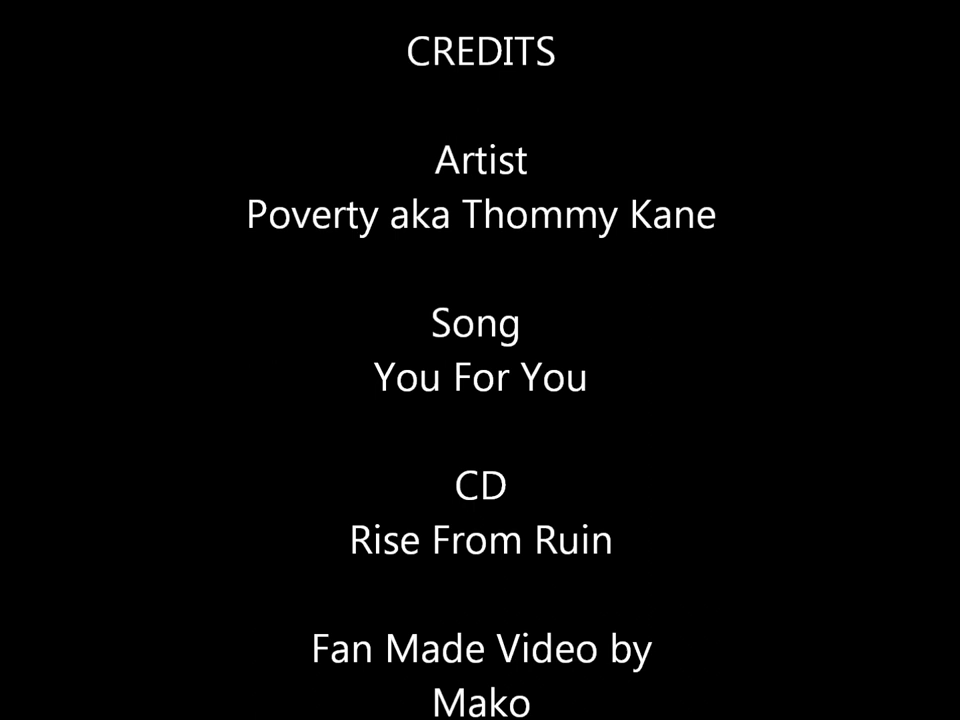 CREDITS
Artist
Poverty aka Thommy Kane
Song
You For You
CD
Rise From Ruin
Fan Made Video by
Mako